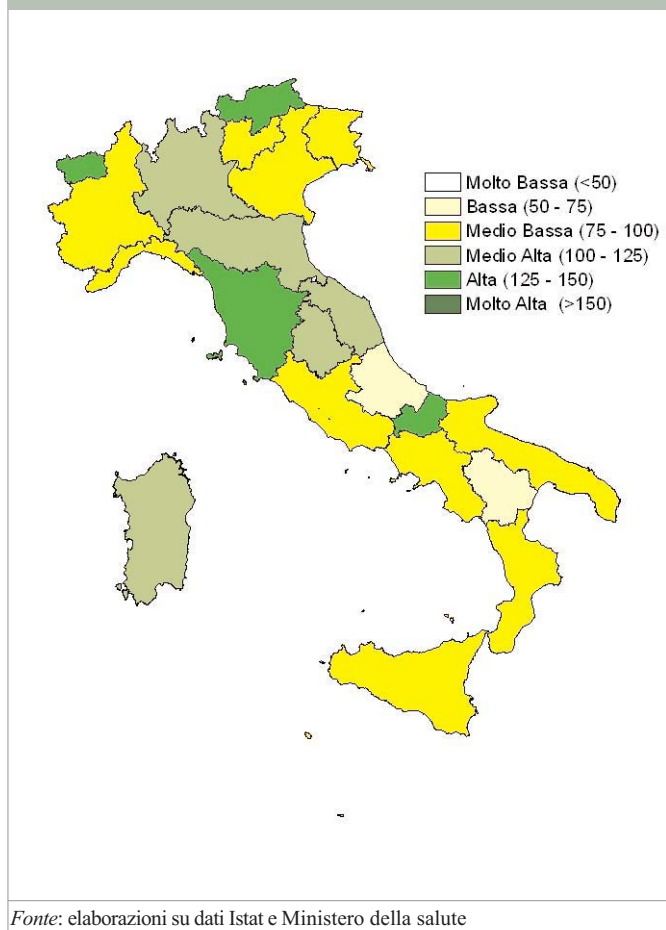 Molto Bassa (<50)
Bassa (50 - 75)
Medio Bassa (75 - 100)
Medio Alta (100 - 125)
Alta (125 - 150)
Molto Alta (>150)
Fonte: elaborazioni su dati Istat e Ministero della salute